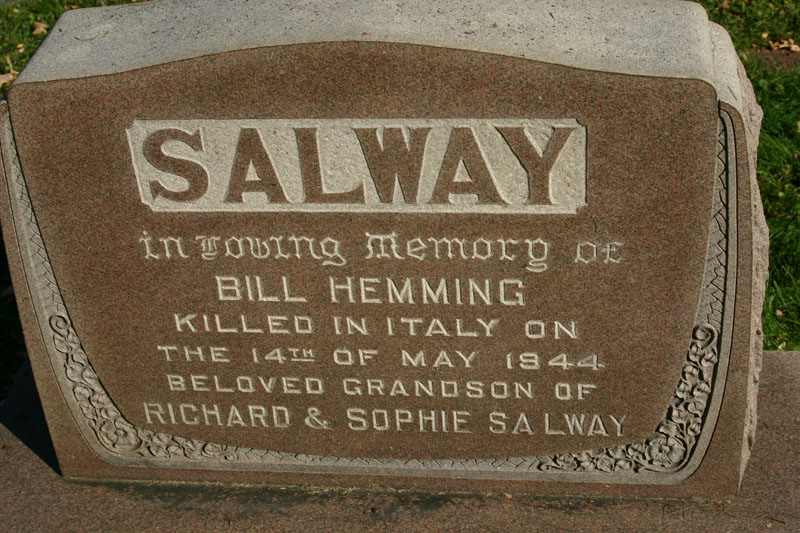 SALWAY
in Loving Memory of
BILL HEMMING
KILLED IN ITALY ON
THE 14TH OF MAY 1944
BELOVED GRANDSON OF
RICHARD & SOPHIE SALWAY